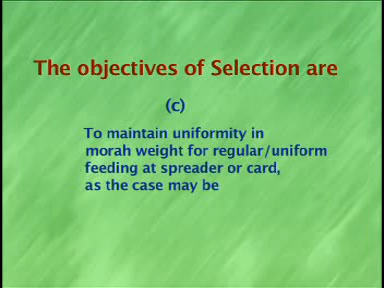 The objectives of Selection are
(c)
To maintain uniformity in
morah weight for regular/uniform
feeding at spreader or card,
as the case may be